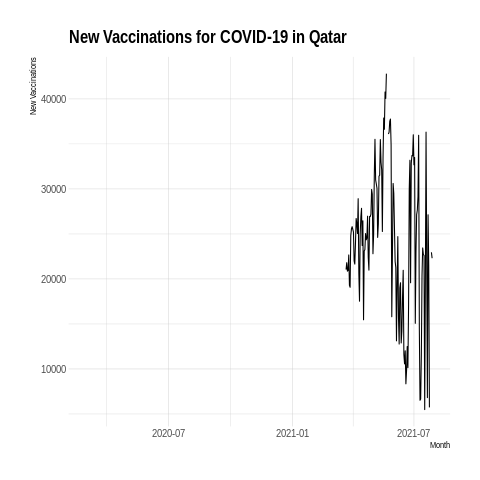 New Vaccinations for COVID-19 in Qatar
New Vaccinations
40000
30000
20000
10000
2020-07
2021-01
2021-07
Month